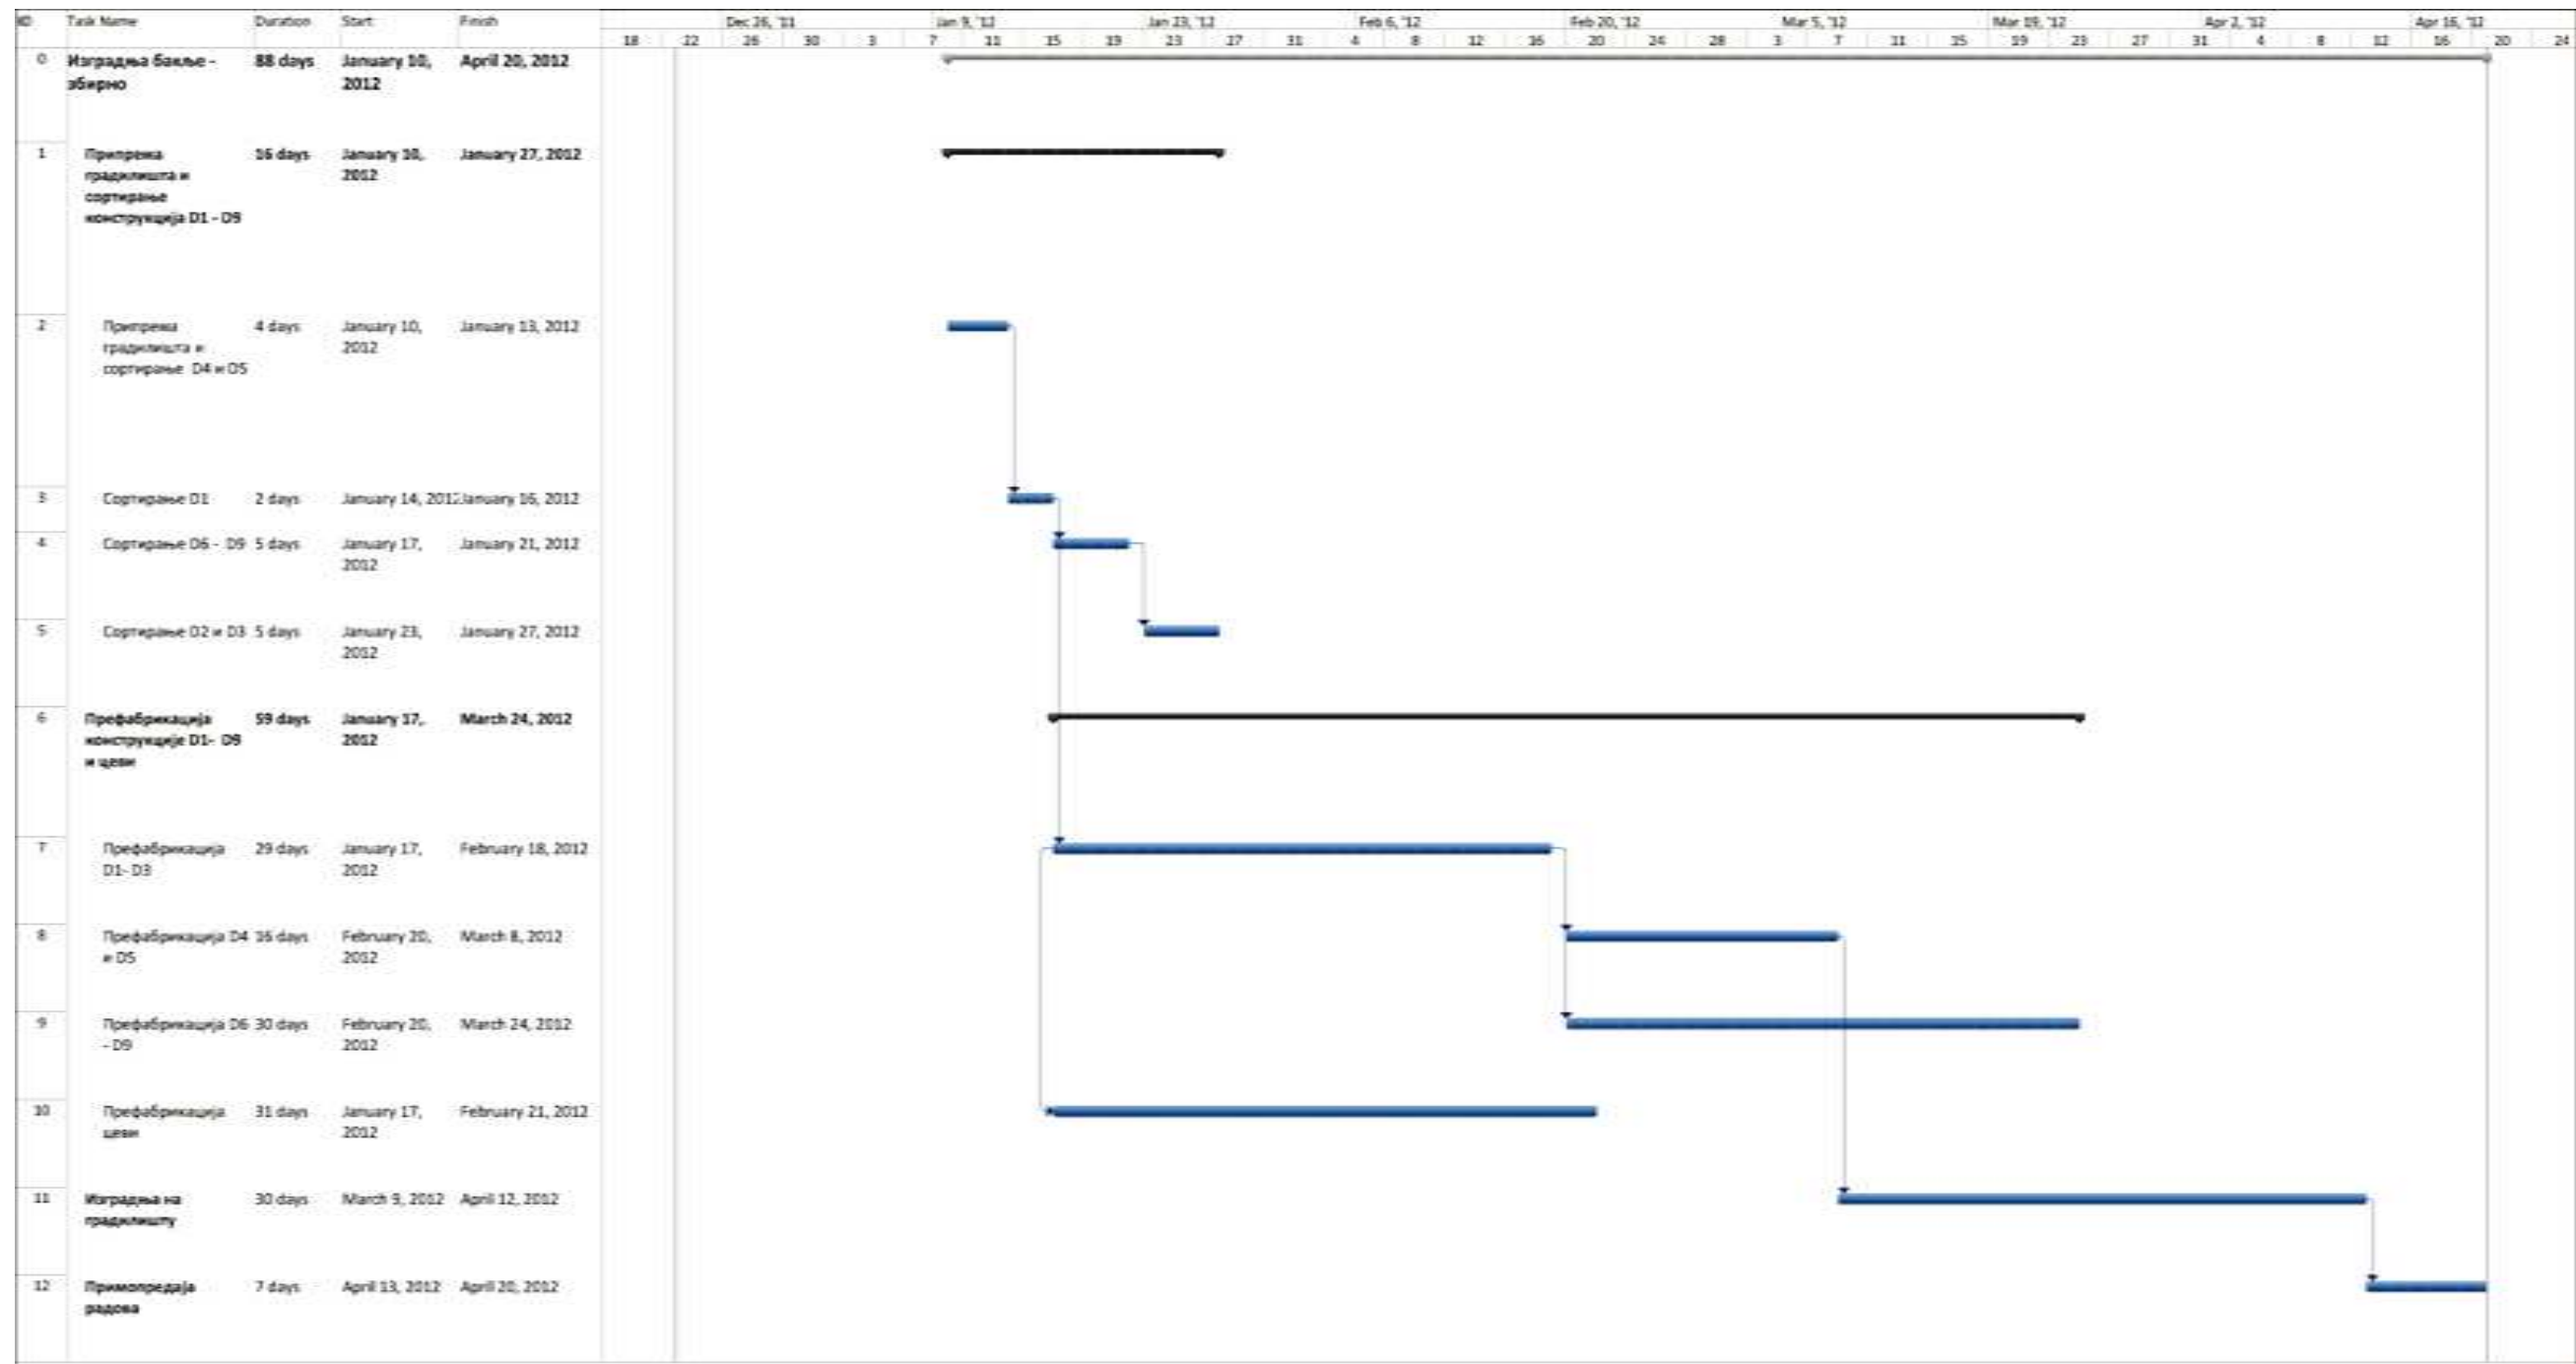 ID Task Name Duration Start Finish Dec 26, '11 Jan 9, '12 Jan 23, '12 Feb 6, '12 Feb 20, '12 Mar 5, '12 Mar 19, '12 Apr 2, '12 Apr 16, '12
18 22 26 30 3 7 11 15 19 23 27 31 4 8 12 16 20 24 28 3 7 11 15 19 23 27 31 4 8 12 16 20 24
0 Изградња бакље - 88 days January 10, April 20, 2012
збирно 2012
1 Припрема 16 days January 10, January 27, 2012
градилишта и 2012
сортирање
конструкција D1 - D9
2 Припрема 4 days January 10, January 13, 2012
градилишта и 2012
сортирање D4 и D5
3 Сортирање D1 2 days January 14, 2012 January 16, 2012
4 Сортирање D6 - D9 5 days January 17, January 21, 2012
2012
5 Сортирање D2 и D3 5 days January 23, January 27, 2012
2012
6 Префабрикација 59 days January 17, March 24, 2012
конструкције D1- D9 2012
и цеви
7 Префабрикација 29 days January 17, February 18, 2012
D1- D3 2012
8 Префабрикација D4 16 days February 20, March 8, 2012
и D5 2012
9 Префабрикација D6 30 days February 20, March 24, 2012
- D9 2012
10 Префабрикација 31 days January 17, February 21, 2012
цеви 2012
11 Изградња на 30 days March 9, 2012 April 12, 2012
градилишту
12 Примопредаја 7 days April 13, 2012 April 20, 2012
радова